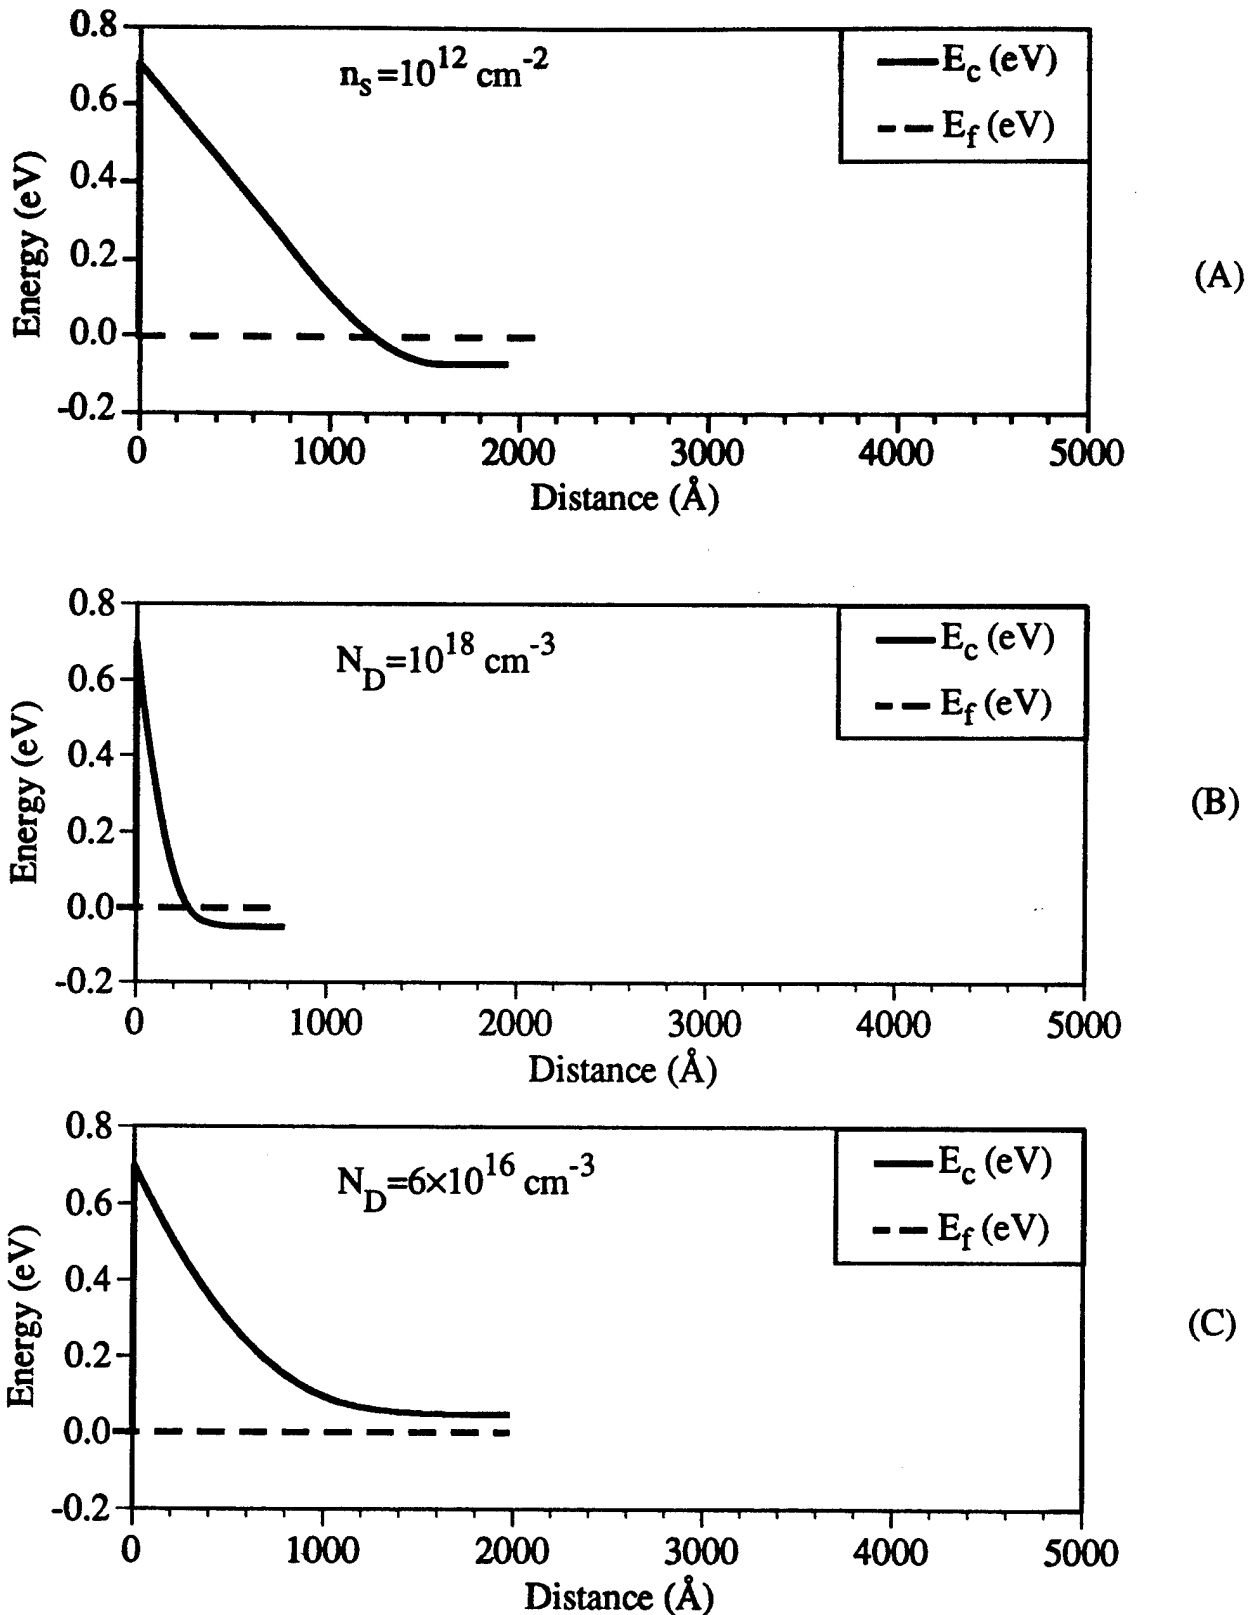 0.8
n_s=10^12 cm^-2
E_c (eV)
E_f (eV)
0.6
0.4
0.2
0.0
-0.2
Energy (eV)
0 1000 2000 3000 4000 5000
Distance (Å)
(A)
0.8
N_D=10^18 cm^-3
E_c (eV)
E_f (eV)
0.6
0.4
0.2
0.0
-0.2
Energy (eV)
0 1000 2000 3000 4000 5000
Distance (Å)
(B)
0.8
N_D=6×10^16 cm^-3
E_c (eV)
E_f (eV)
0.6
0.4
0.2
0.0
-0.2
Energy (eV)
0 1000 2000 3000 4000 5000
Distance (Å)
(C)